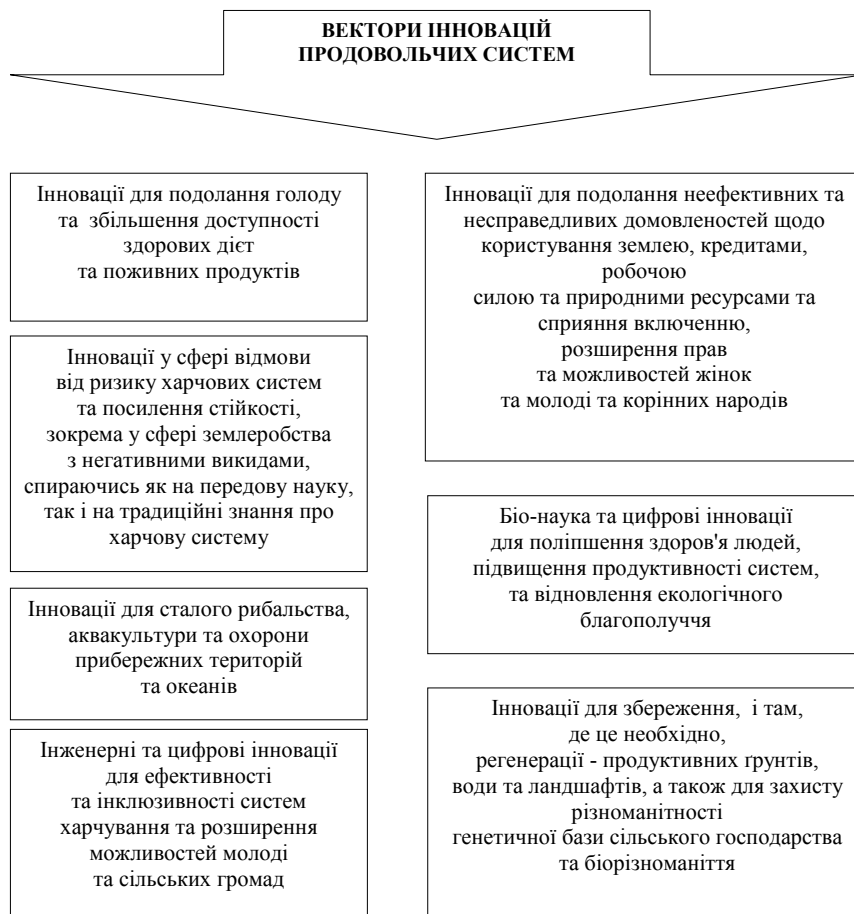 ВЕКТОРИ ІННОВАЦІЙ
ПРОДОВОЛЬЧИХ СИСТЕМ
Інновації для подолання голоду
та збільшення доступності
здорових дієт
та поживних продуктів
Інновації у сфері відмови
від ризику харчових систем
та посилення стійкості,
зокрема у сфері землеробства
з негативними викидами,
спираючись як на передову науку,
так і на традиційні знання про
харчову систему
Інновації для сталого рибальства,
аквакультури та охорони
прибережних територій
та океанів
Інженерні та цифрові інновації
для ефективності
та інклюзивності систем
харчування та розширення
можливостей молоді
та сільських громад
Інновації для подолання неефективних та
несправедливих домовленостей щодо
користування землею, кредитами,
робочою
силою та природними ресурсами та
сприяння включенню,
розширення прав
та можливостей жінок
та молоді та корінних народів
Біо-наука та цифрові інновації
для поліпшення здоров'я людей,
підвищення продуктивності систем,
та відновлення екологічного
благополуччя
Інновації для збереження, і там,
де це необхідно,
регенерації - продуктивних ґрунтів,
води та ландшафтів, а також для захисту
різноманітності
генетичної бази сільського господарства
та біорізноманіття